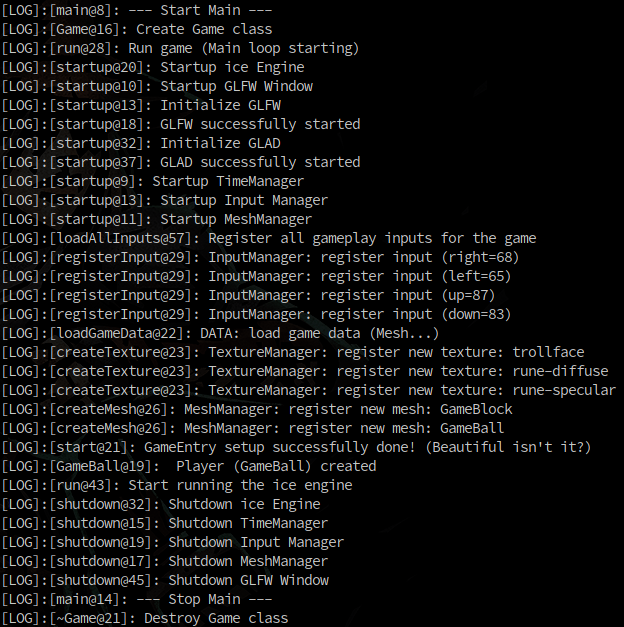 [LOG]:[main@8]: --- Start Main ---
[LOG]:[Game@16]: Create Game class
[LOG]:[run@28]: Run game (Main loop starting)
[LOG]:[startup@20]: Startup ice Engine
[LOG]:[startup@10]: Startup GLFW Window
[LOG]:[startup@13]: Initialize GLFW
[LOG]:[startup@18]: GLFW successfully started
[LOG]:[startup@32]: Initialize GLAD
[LOG]:[startup@37]: GLAD successfully started
[LOG]:[startup@9]: Startup TimeManager
[LOG]:[startup@13]: Startup Input Manager
[LOG]:[startup@11]: Startup MeshManager
[LOG]:[loadAllInputs@57]: Register all gameplay inputs for the game
[LOG]:[registerInput@29]: InputManager: register input (right=68)
[LOG]:[registerInput@29]: InputManager: register input (left=65)
[LOG]:[registerInput@29]: InputManager: register input (up=87)
[LOG]:[registerInput@29]: InputManager: register input (down=83)
[LOG]:[loadGameData@22]: DATA: load game data (Mesh...)
[LOG]:[createTexture@23]: TextureManager: register new texture: trollface
[LOG]:[createTexture@23]: TextureManager: register new texture: rune-diffuse
[LOG]:[createTexture@23]: TextureManager: register new texture: rune-specular
[LOG]:[createMesh@26]: MeshManager: register new mesh: GameBlock
[LOG]:[createMesh@26]: MeshManager: register new mesh: GameBall
[LOG]:[start@21]: GameEntry setup successfully done! (Beautiful isn't it?)
[LOG]:[GameBall@19]:  Player (GameBall) created
[LOG]:[run@43]: Start running the ice engine
[LOG]:[shutdown@32]: Shutdown ice Engine
[LOG]:[shutdown@15]: Shutdown TimeManager
[LOG]:[shutdown@19]: Shutdown Input Manager
[LOG]:[shutdown@17]: Shutdown MeshManager
[LOG]:[shutdown@45]: Shutdown GLFW Window
[LOG]:[main@14]: --- Stop Main ---
[LOG]:[~Game@21]: Destroy Game class